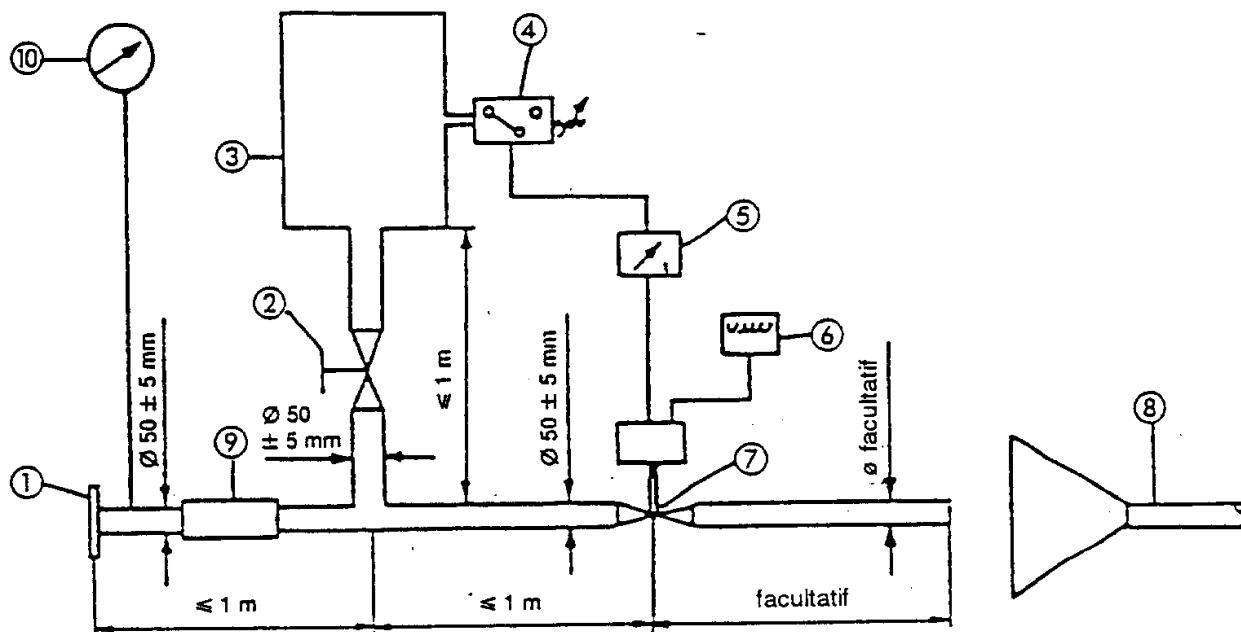 ⑩
④
③
⑤
②
⑥
Ø 50 ± 5 mm
⩽ 1 m
Ø 50
± 5 mm
Ø 50 ± 5 mm
ø facultatif
⑧
⑨
⑦
①
⩽ 1 m
⩽ 1 m
facultatif